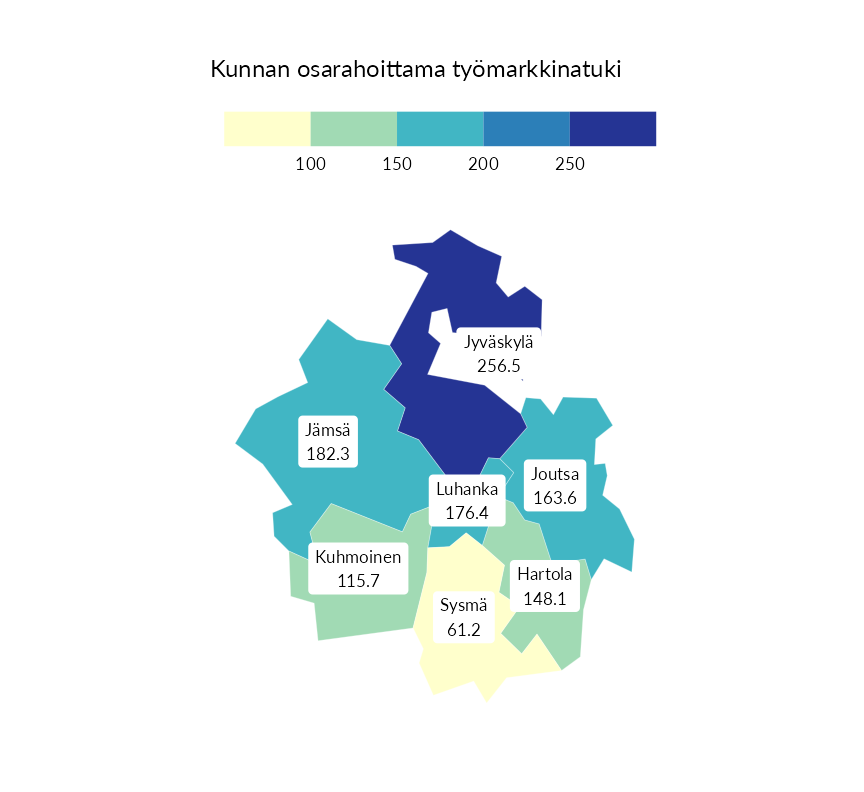 Kunnan osarahoittama työmarkkinatuki
100 150 200 250
Jyväskylä
256.5
Jämsä
182.3
Joutsa
163.6
Luhanka
176.4
Kuhmoinen
115.7
Hartola
148.1
Sysmä
61.2